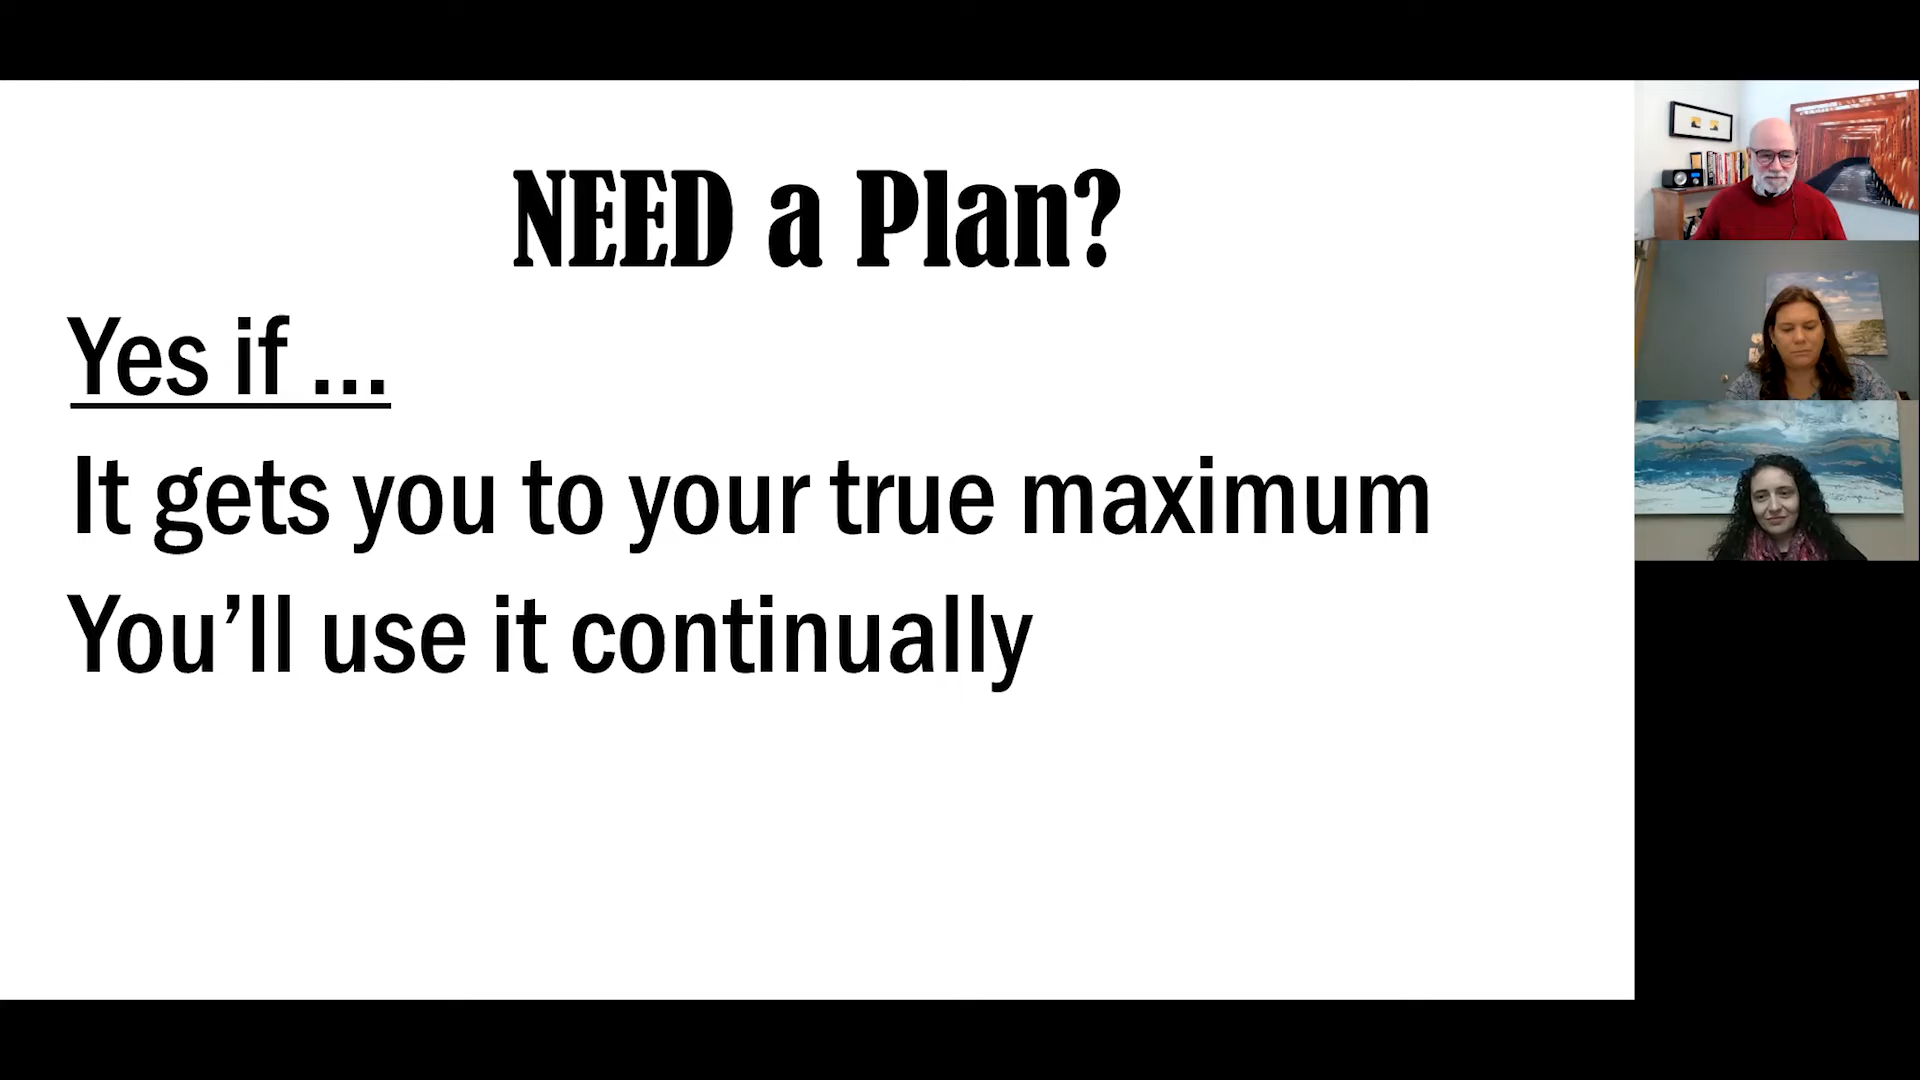 NEED a Plan?
Yes if ...
It gets you to your true maximum
You’ll use it continually